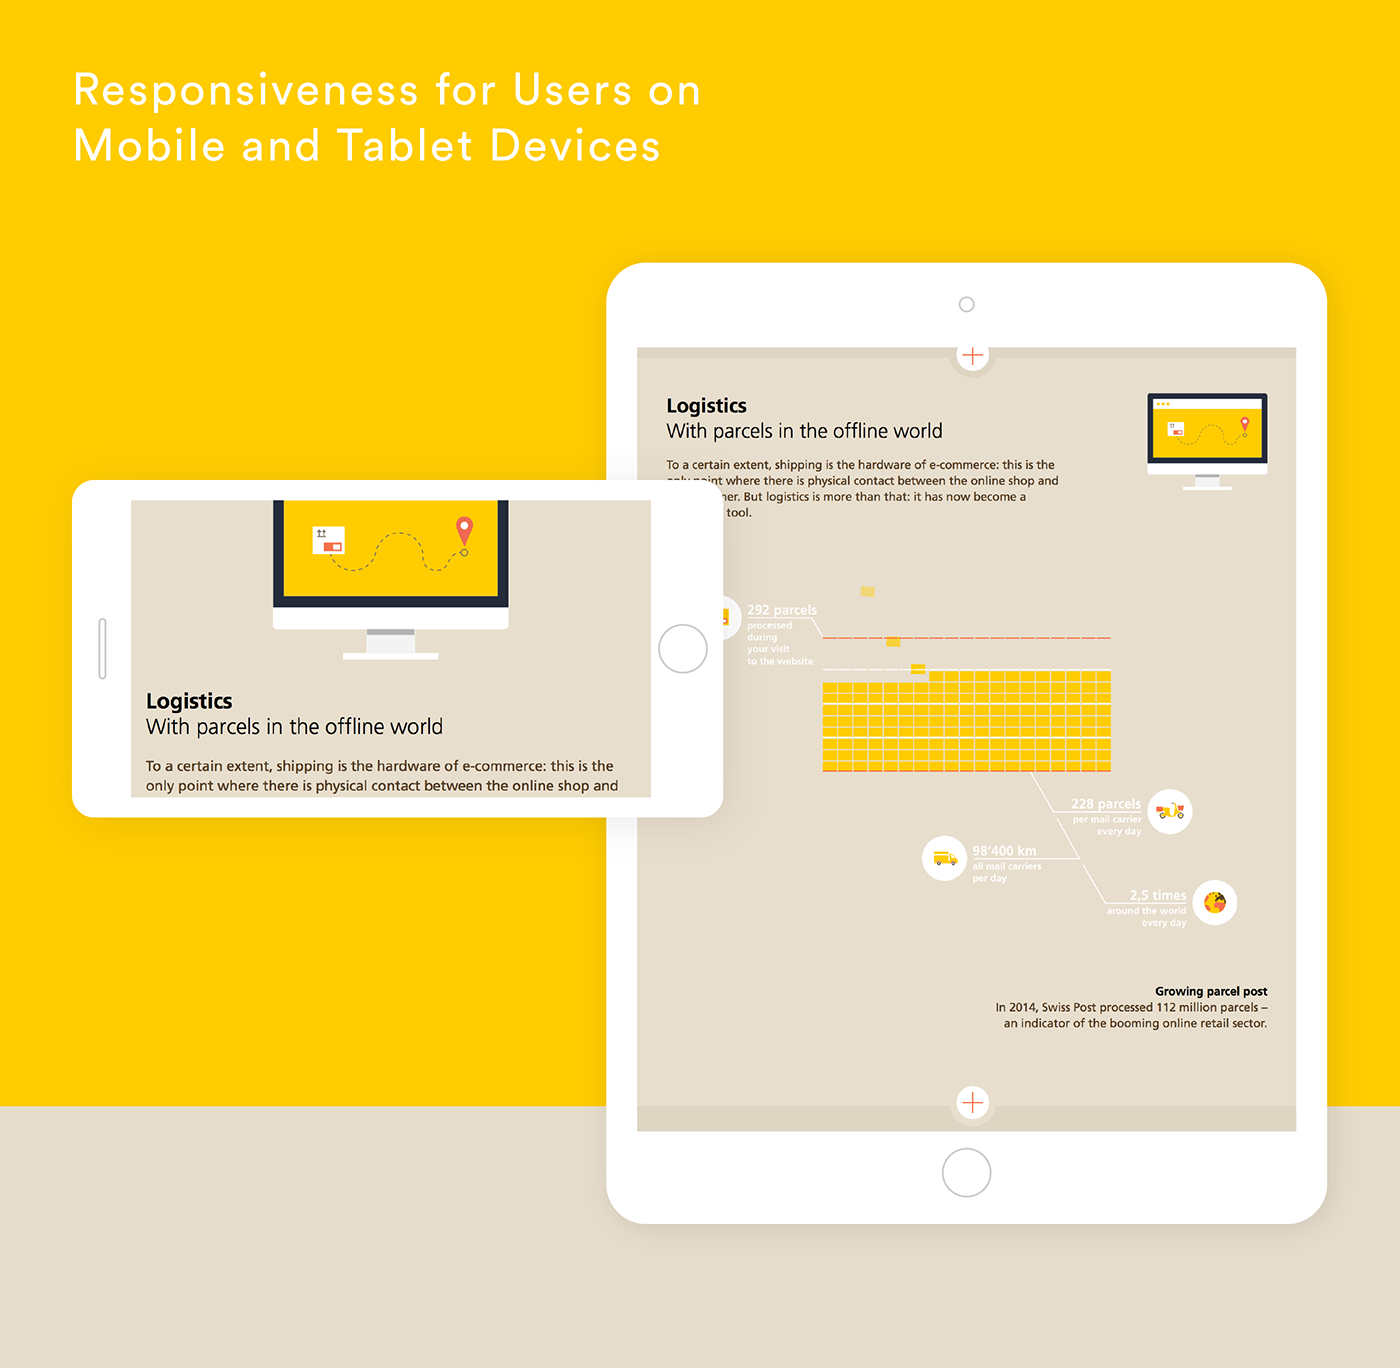 Responsiveness for Users on
Mobile and Tablet Devices
Logistics
With parcels in the offline world
To a certain extent, shipping is the hardware of e-commerce: this is the
only point where there is physical contact between the online shop and
Logistics
With parcels in the offline world
To a certain extent, shipping is the hardware of e-commerce: this is the
only point where there is physical contact between the online shop and
But logistics is more than that: it has now become a
tool.
292 parcels
processed
during
your visit
to the website
228 parcels
per mail carrier
every day
98'400 km
all mail carriers
per day
2,5 times
around the world
every day
Growing parcel post
In 2014, Swiss Post processed 112 million parcels –
an indicator of the booming online retail sector.